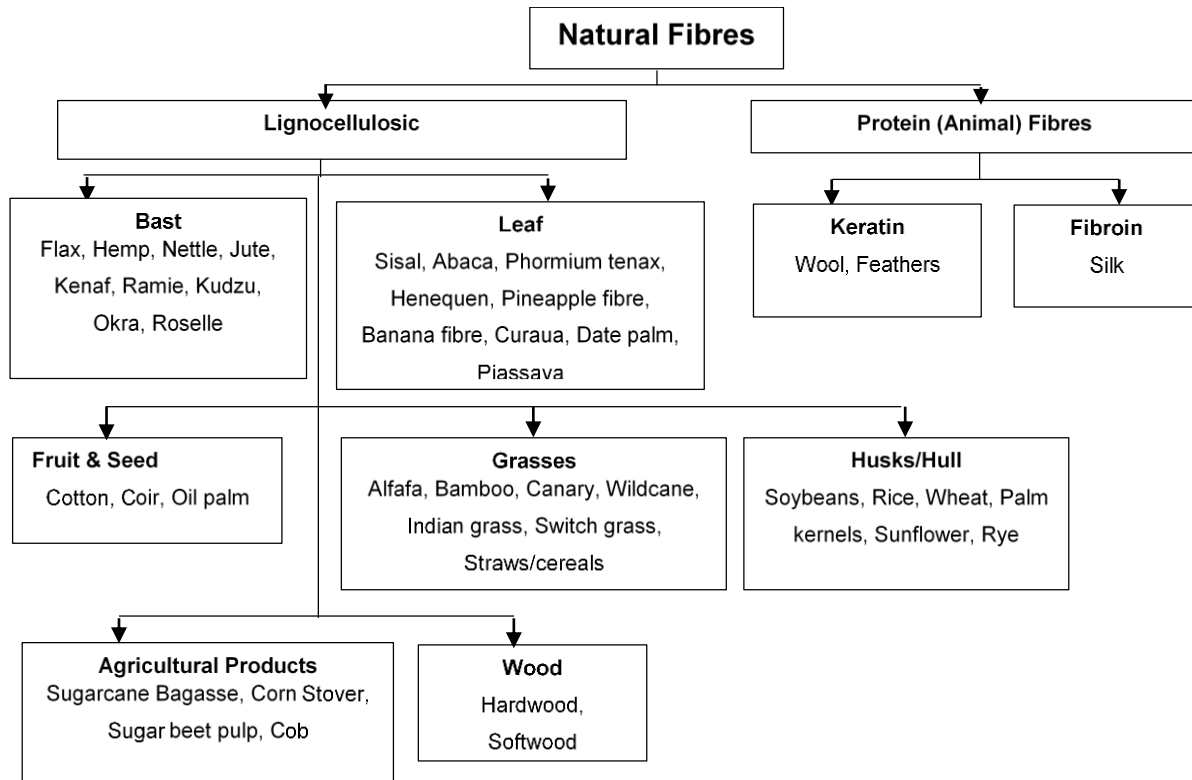 Natural Fibres
Lignocellulosic
Protein (Animal) Fibres
Bast
Flax, Hemp, Nettle, Jute,
Kenaf, Ramie, Kudzu,
Okra, Roselle
Leaf
Sisal, Abaca, Phormium tenax,
Henequen, Pineapple fibre,
Banana fibre, Curaua, Date palm,
Piassava
Keratin
Wool, Feathers
Fibroin
Silk
Fruit & Seed
Cotton, Coir, Oil palm
Grasses
Alfafa, Bamboo, Canary, Wildcane,
Indian grass, Switch grass,
Straws/cereals
Husks/Hull
Soybeans, Rice, Wheat, Palm
kernels, Sunflower, Rye
Agricultural Products
Sugarcane Bagasse, Corn Stover,
Sugar beet pulp, Cob
Wood
Hardwood,
Softwood